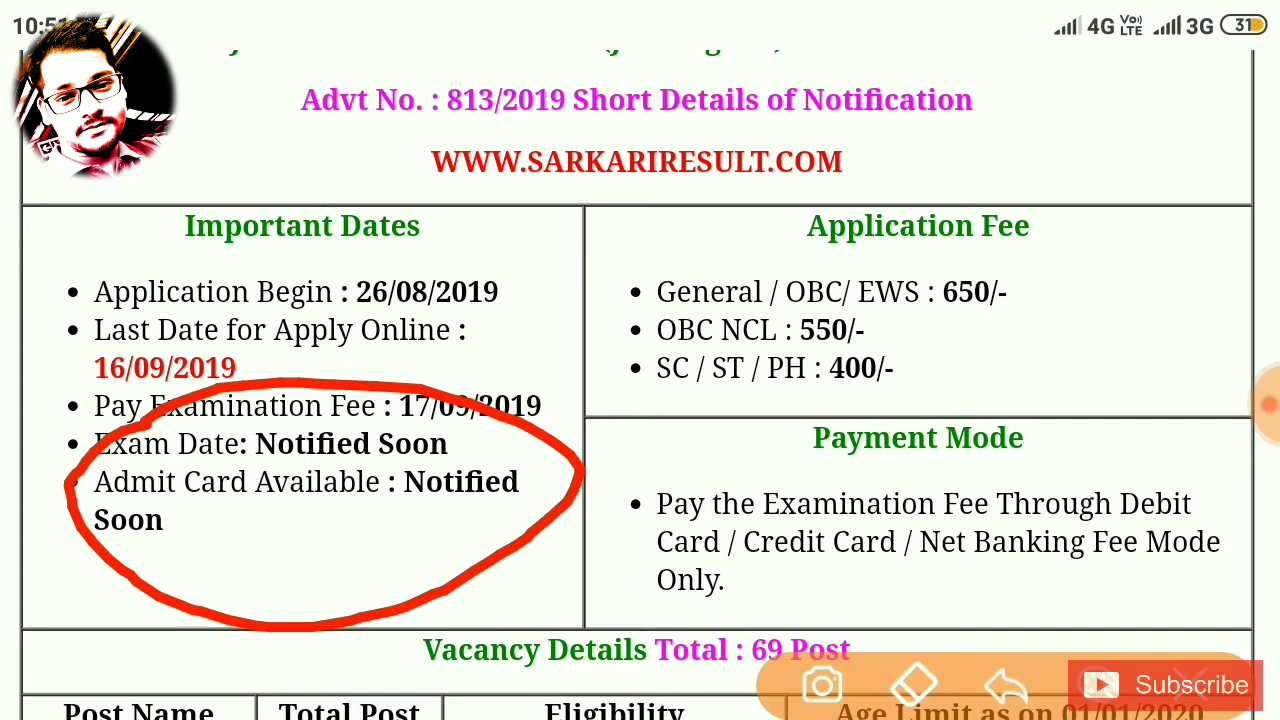 4G Vo) LTE 3G 31
Advt No. : 813/2019 Short Details of Notification
WWW.SARKARIRESULT.COM
Important Dates
Application Begin : 26/08/2019
Last Date for Apply Online :
16/09/2019
Pay Examination Fee : 17/09/2019
Exam Date: Notified Soon
Admit Card Available : Notified
Soon
Application Fee
General / OBC/ EWS : 650/-
OBC NCL : 550/-
SC / ST / PH : 400/-
Payment Mode
Pay the Examination Fee Through Debit
Card / Credit Card / Net Banking Fee Mode
Only.
Vacancy Details Total : 69 Post
Subscribe
Post Name
Total Post
Eligibility
Age Limit as on 01/01/2020